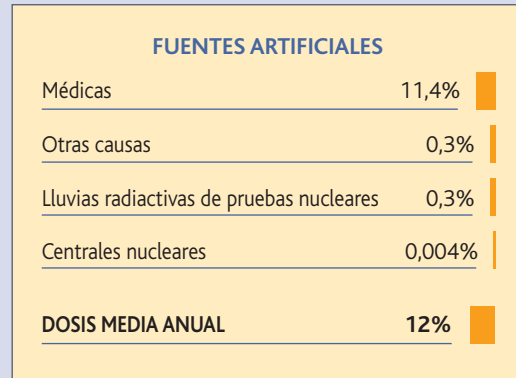 FUENTES ARTIFICIALES
Médicas 11,4%
Otras causas 0,3%
Lluvias radiactivas de pruebas nucleares 0,3%
Centrales nucleares 0,004%
DOSIS MEDIA ANUAL 12%